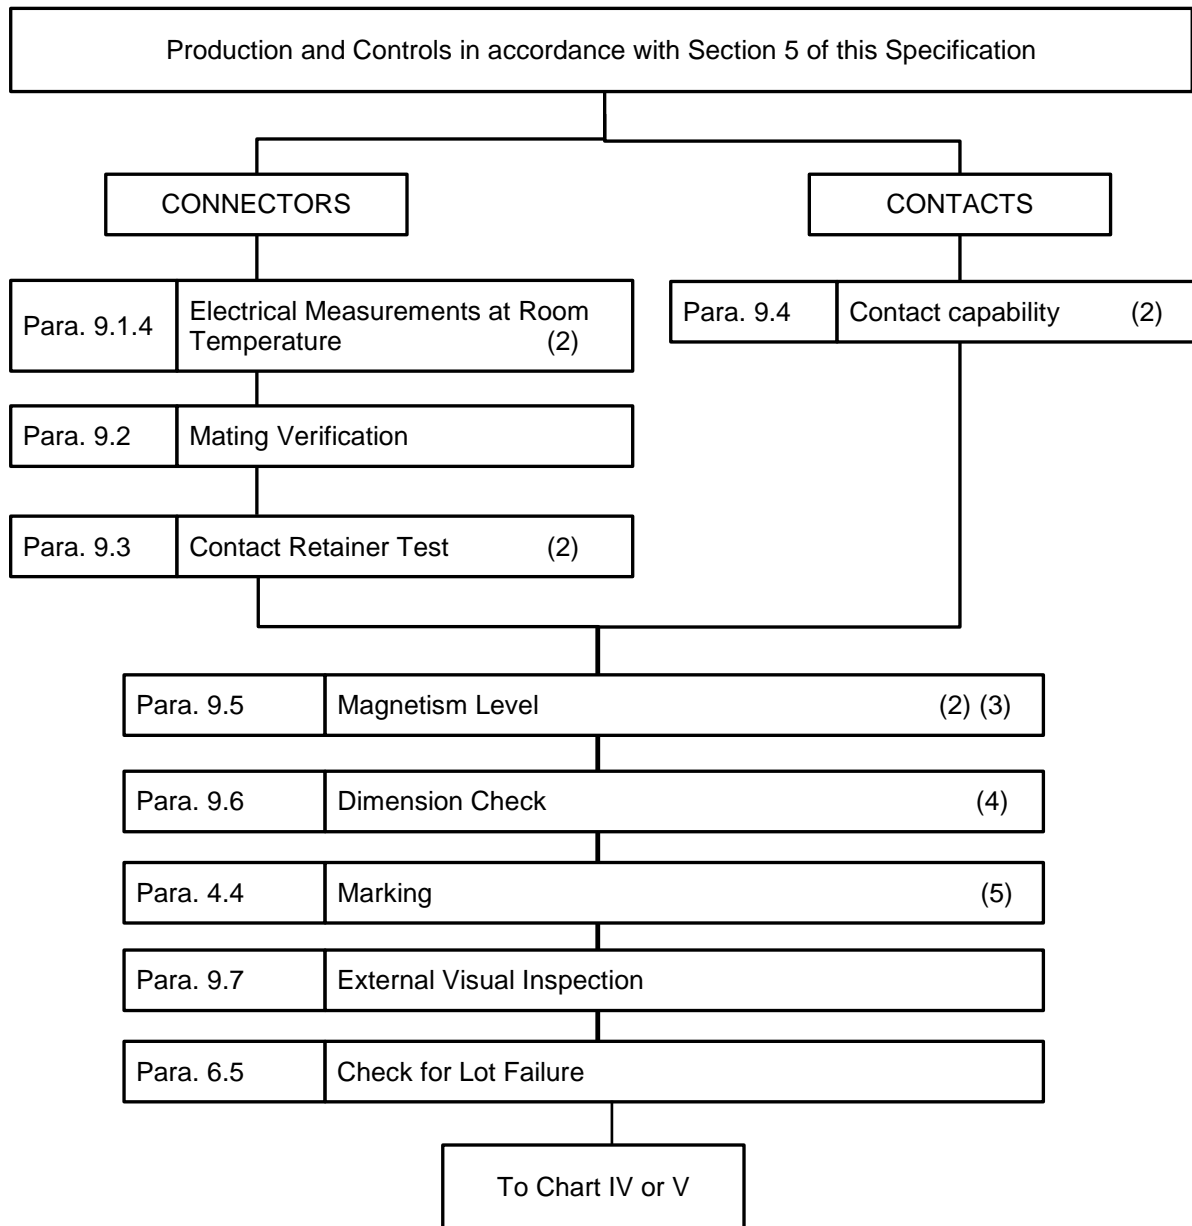 Production and Controls in accordance with Section 5 of this Specification
CONNECTORS
CONTACTS
Para. 9.1.4 Electrical Measurements at Room
Temperature (2)
Para. 9.4 Contact capability (2)
Para. 9.2 Mating Verification
Para. 9.3 Contact Retainer Test (2)
Para. 9.5 Magnetism Level (2) (3)
Para. 9.6 Dimension Check (4)
Para. 4.4 Marking (5)
Para. 9.7 External Visual Inspection
Para. 6.5 Check for Lot Failure
To Chart IV or V